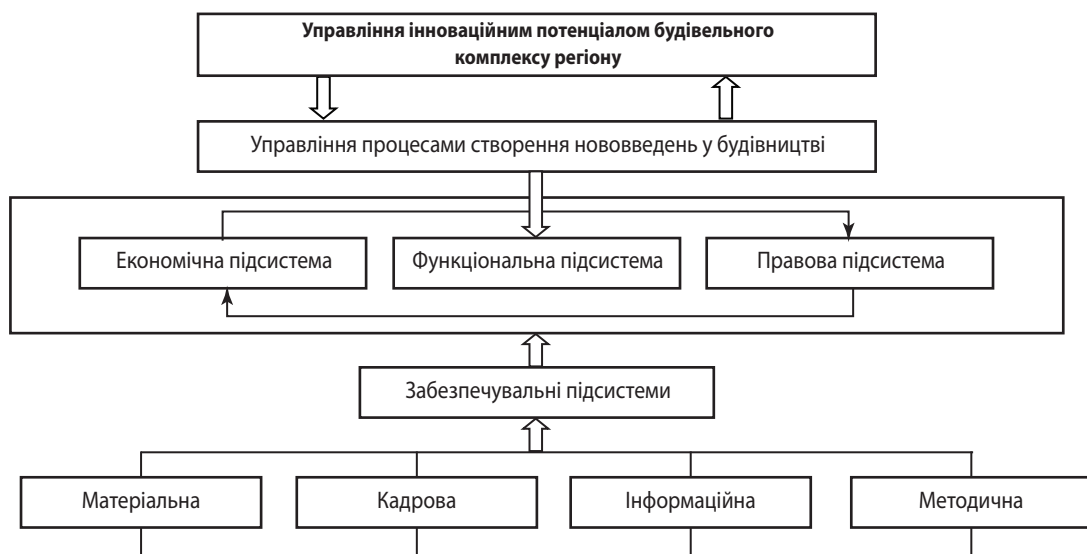 Управління інноваційним потенціалом будівельного
комплексу регіону
Управління процесами створення нововведень у будівництві
Економічна підсистема
Функціональна підсистема
Правова підсистема
Забезпечувальні підсистеми
Матеріальна
Кадрова
Інформаційна
Методична